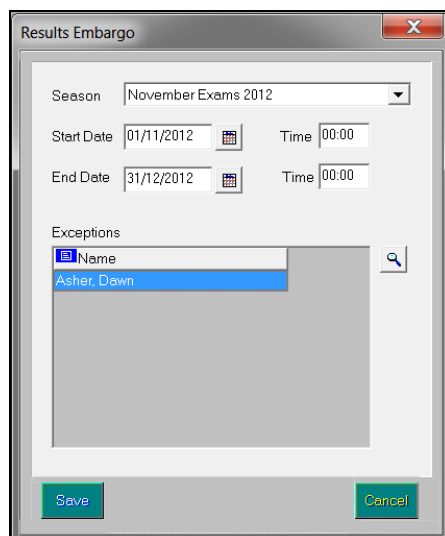 Results Embargo
Season November Exams 2012
Start Date 01/11/2012 Time 00:00
End Date 31/12/2012 Time 00:00
Exceptions
Name
Asher, Dawn
Save Cancel